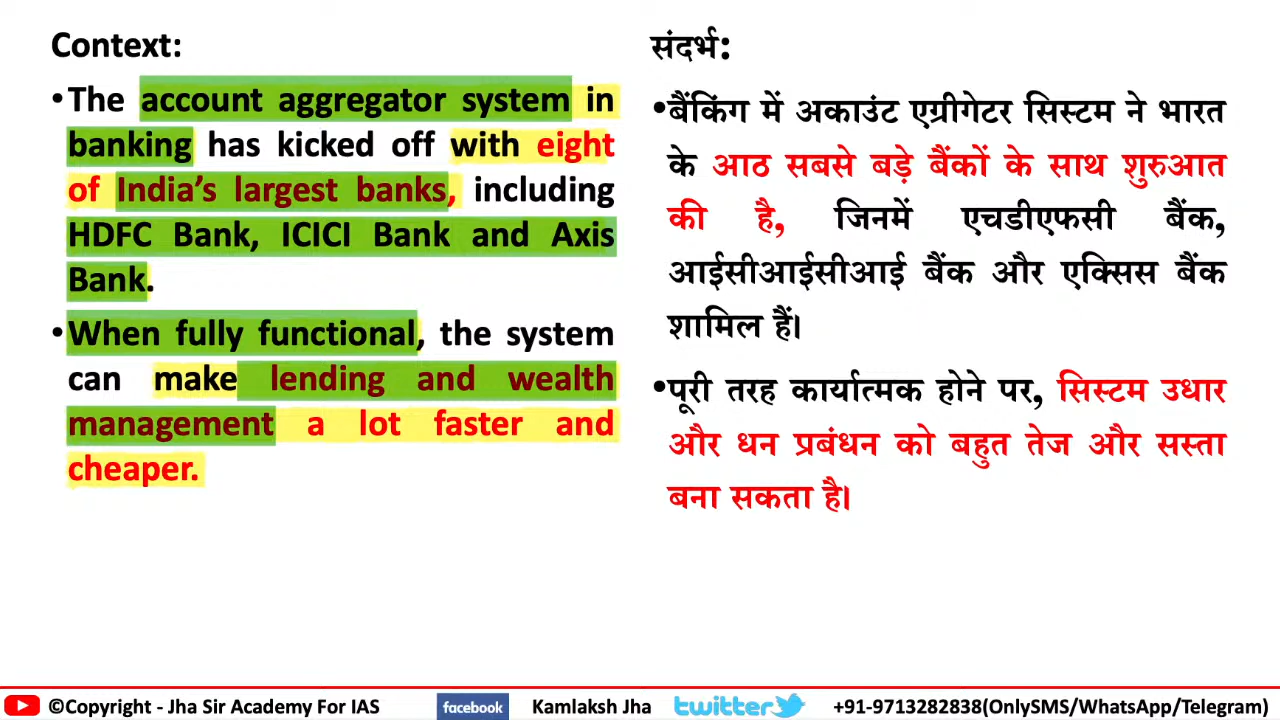 Context:
•The account aggregator system in
banking has kicked off with eight
of India’s largest banks, including
HDFC Bank, ICICI Bank and Axis
Bank.
•When fully functional, the system
can make lending and wealth
management a lot faster and
cheaper.
संदर्भ:
•बैंकिंग में अकाउंट एग्रीगेटर सिस्टम ने भारत
के आठ सबसे बड़े बैंकों के साथ शुरुआत
की है, जिनमें एचडीएफसी बैंक,
आईसीआईसीआई बैंक और एक्सिस बैंक
शामिल हैं।
•पूरी तरह कार्यात्मक होने पर, सिस्टम उधार
और धन प्रबंधन को बहुत तेज और सस्ता
बना सकता है।
©Copyright - Jha Sir Academy For IAS facebook Kamlaksh Jha twitter +91-9713282838(OnlySMS/WhatsApp/Telegram)